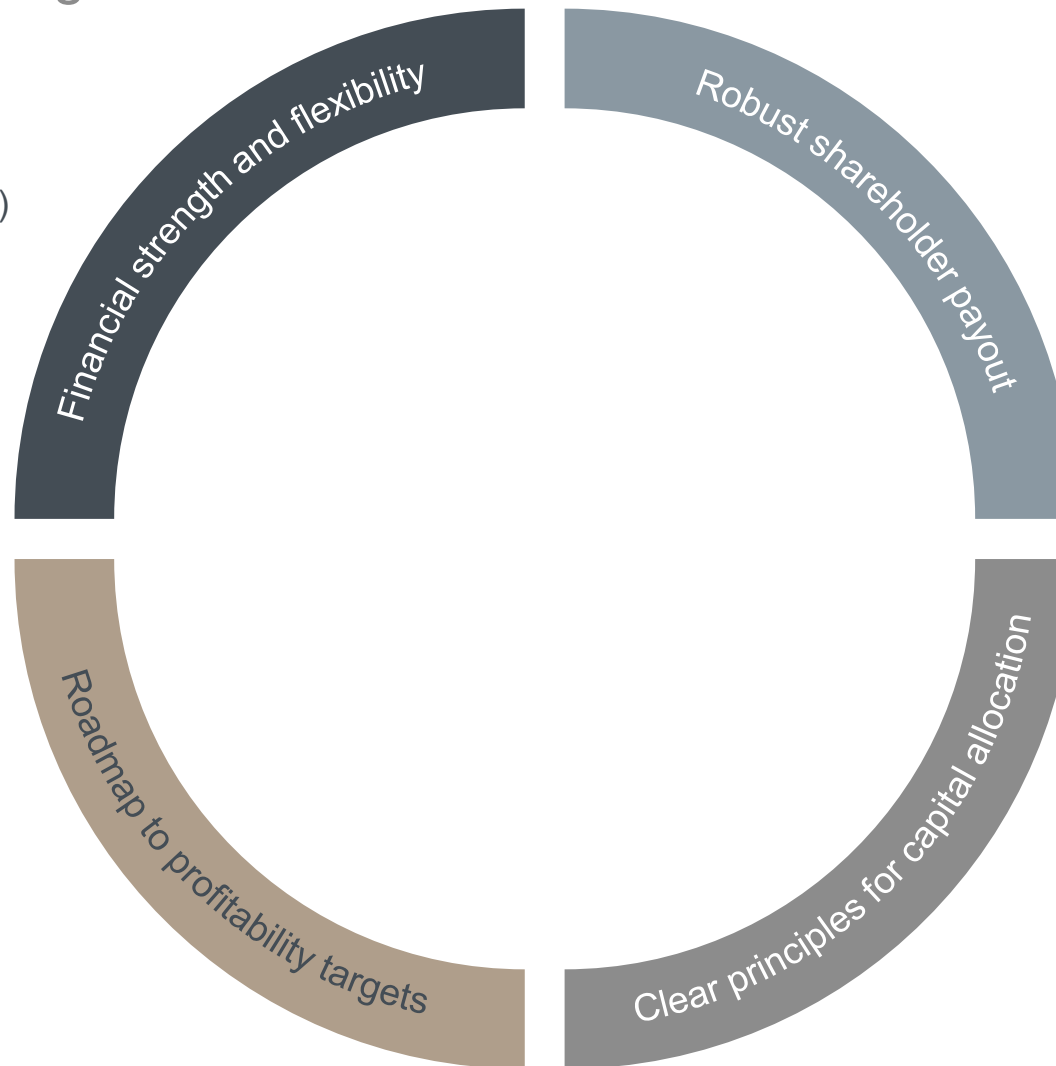 )
Financial strength and flexibility
Robust shareholder payout
Roadmap to profitability targets
Clear principles for capital allocation